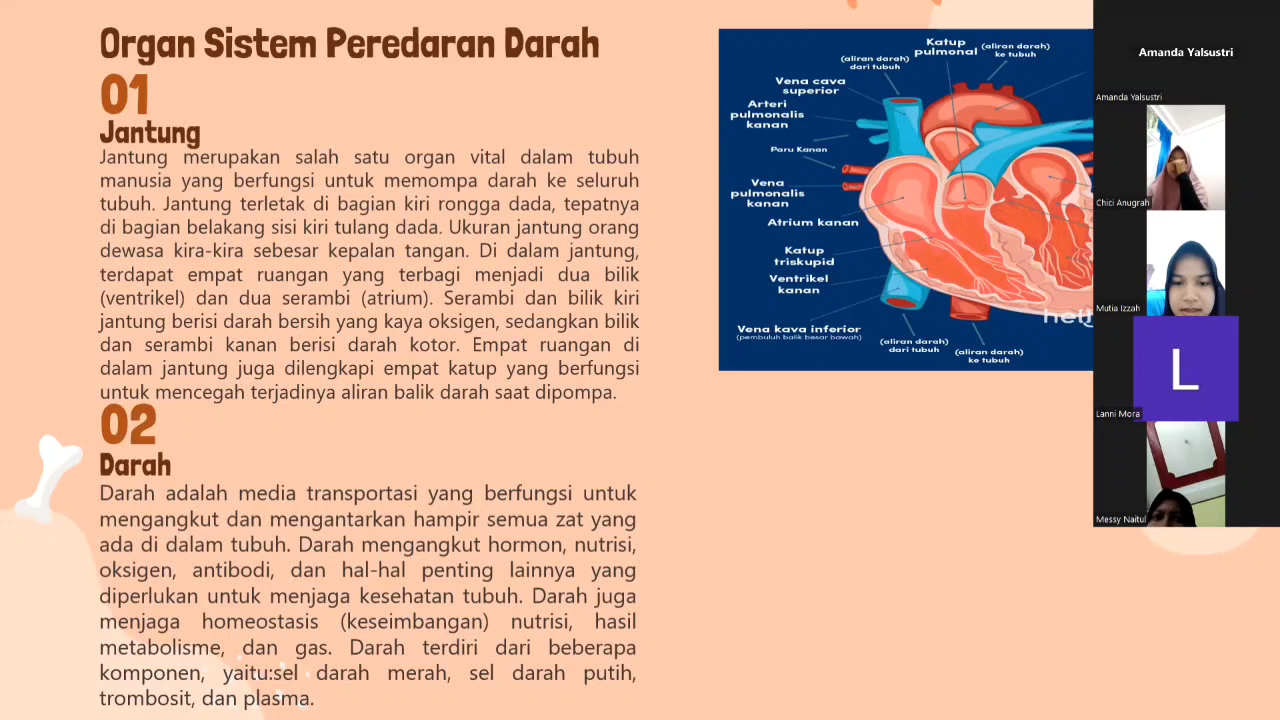 Organ Sistem Peredaran Darah
01
Jantung
Jantung merupakan salah satu organ vital dalam tubuh
manusia yang berfungsi untuk memompa darah ke seluruh
tubuh. Jantung terletak di bagian kiri rongga dada, tepatnya
di bagian belakang sisi kiri tulang dada. Ukuran jantung orang
dewasa kira-kira sebesar kepalan tangan. Di dalam jantung,
terdapat empat ruangan yang terbagi menjadi dua bilik
(ventrikel) dan dua serambi (atrium). Serambi dan bilik kiri
jantung berisi darah bersih yang kaya oksigen, sedangkan bilik
dan serambi kanan berisi darah kotor. Empat ruangan di
dalam jantung juga dilengkapi empat katup yang berfungsi
untuk mencegah terjadinya aliran balik darah saat dipompa.
02
Darah
Darah adalah media transportasi yang berfungsi untuk
mengangkut dan mengantarkan hampir semua zat yang
ada di dalam tubuh. Darah mengangkut hormon, nutrisi,
oksigen, antibodi, dan hal-hal penting lainnya yang
diperlukan untuk menjaga kesehatan tubuh. Darah juga
menjaga homeostasis (keseimbangan) nutrisi, hasil
metabolisme, dan gas. Darah terdiri dari beberapa
komponen, yaitu:sel darah merah, sel darah putih,
trombosit, dan plasma.
Katup
pulmonal
(aliran darah)
ke tubuh
(aliran darah)
dari tubuh
Vena cava
superior
Arteri
pulmonalis
kanan
Paru Kanan
Vena
pulmonalis
kanan
Atrium kanan
Katup
triskupid
Ventrikel
kanan
Vena kava inferior
(pembuluh balik besar bawah)
(aliran darah)
dari tubuh
(aliran darah)
ke tubuh
Amanda Yalsustri
Amanda Yalsustri
Chici Anugrah
Mutia Izzah
L
Lanni Mora
Messy Naitul